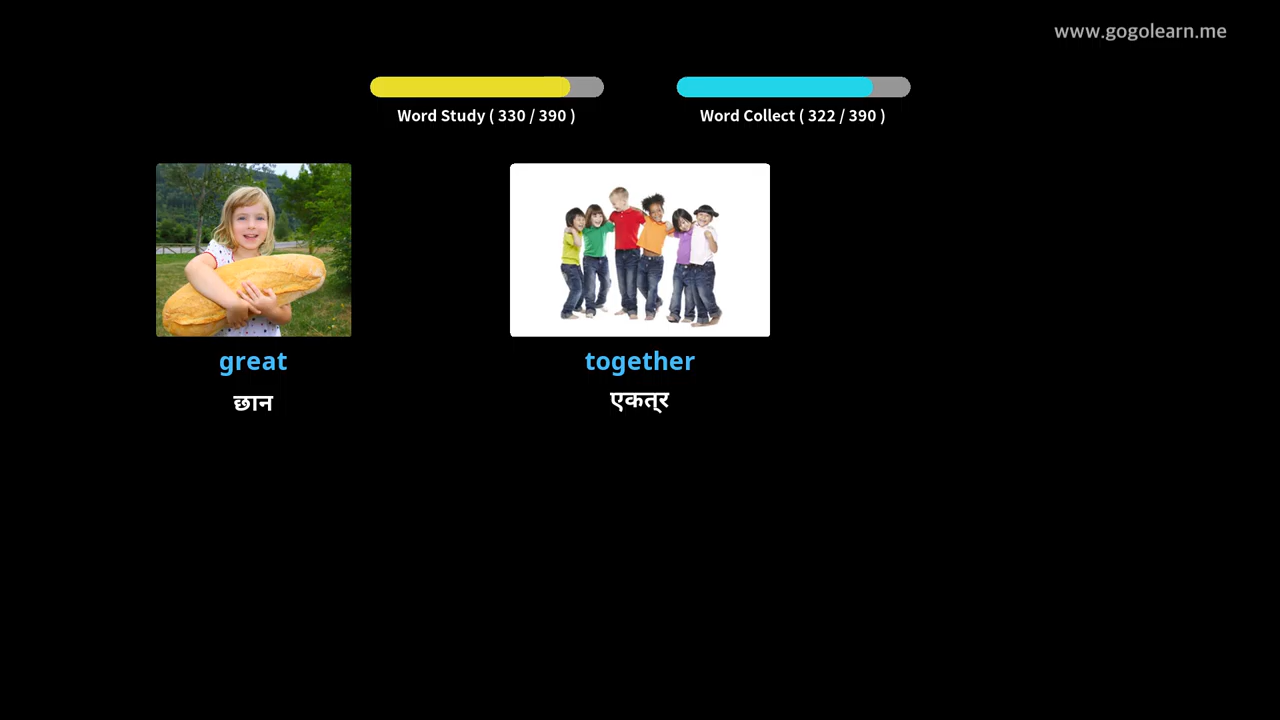 www.gogolearn.me
Word Study ( 330 / 390 )
Word Collect ( 322 / 390 )
great
together
छान
एकत्र